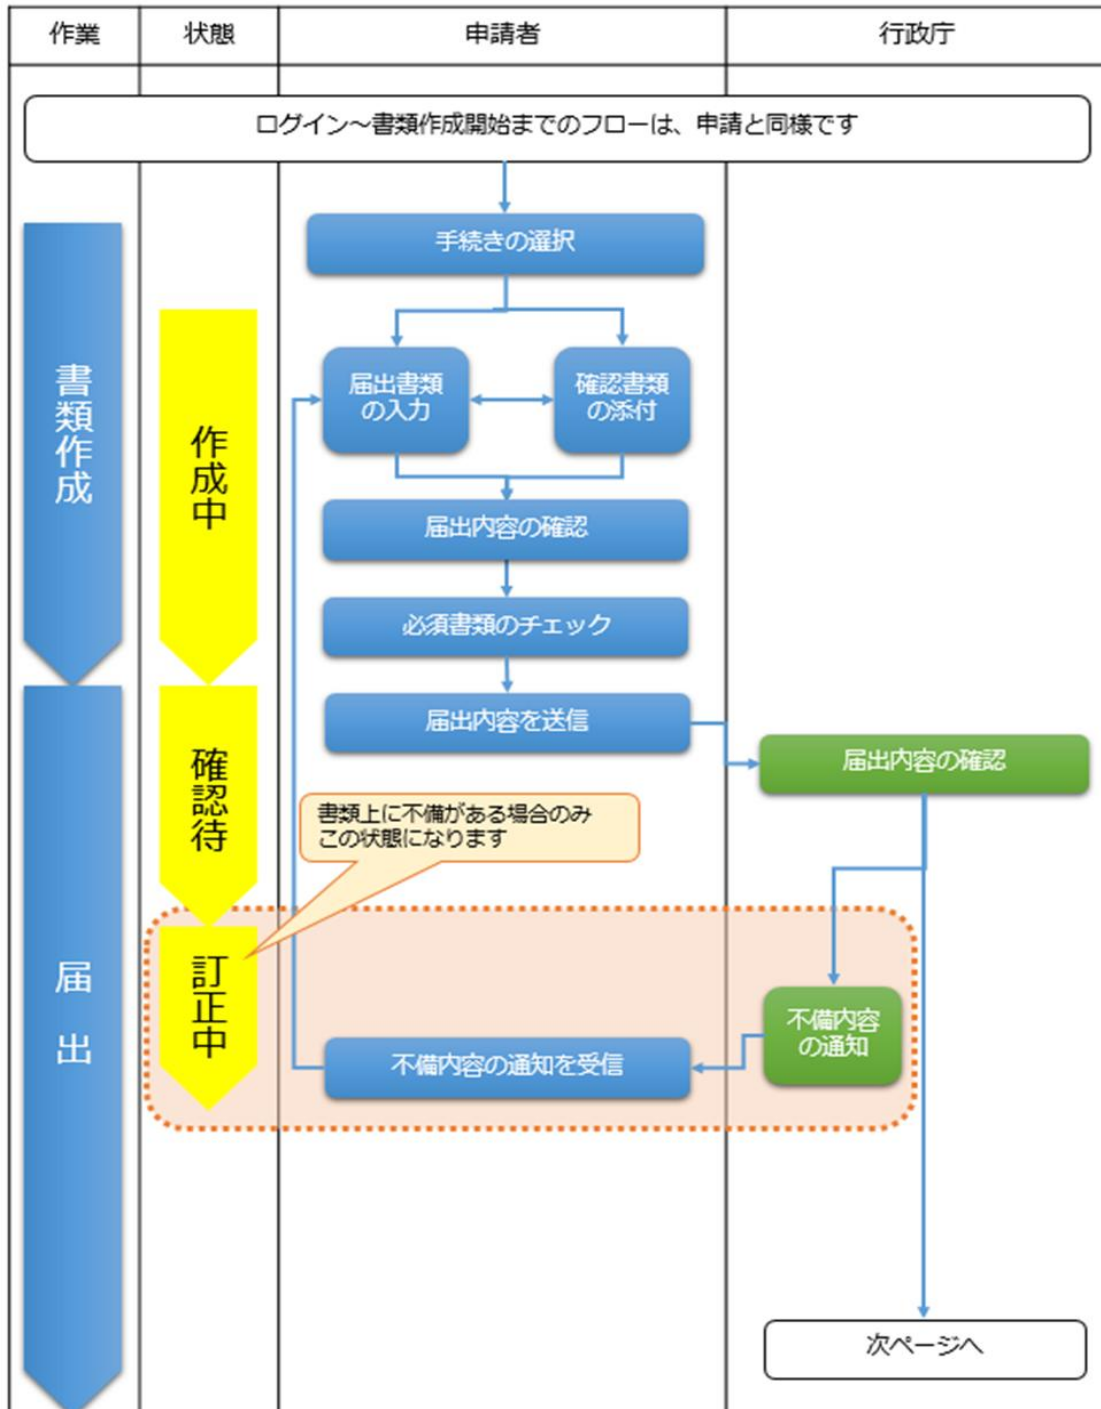 作業
状態
申請者
行政庁
ログイン～書類作成開始までのフローは、申請と同様です
手続きの選択
書類作成
作成中
届出書類
の入力
確認書類
の添付
届出内容の確認
必須書類のチェック
届出内容を送信
届出内容の確認
確認待
書類上に不備がある場合のみ
この状態になります
届出
訂正中
不備内容
の通知
不備内容の通知を受信
次ページへ